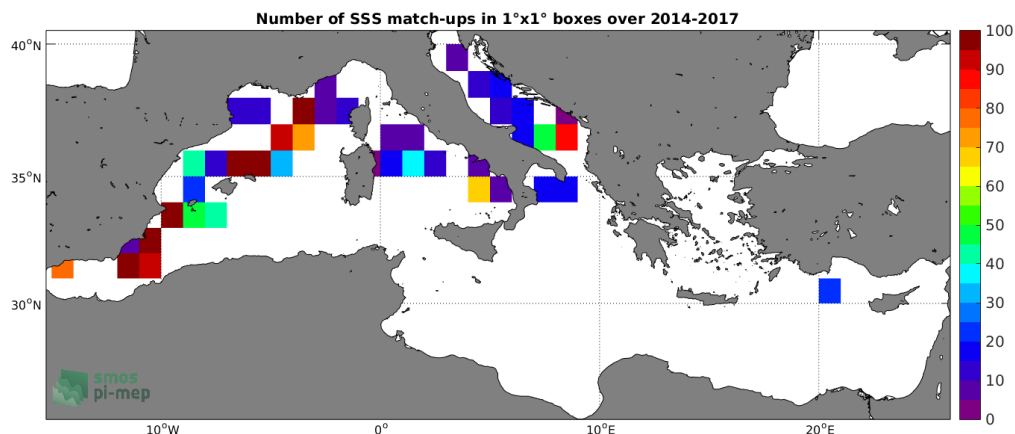 Number of SSS match-ups in 1°x1° boxes over 2014-2017
40°N
35°N
30°N
10°W
0°
10°E
20°E
100
90
80
70
60
50
40
30
20
10
0
smos
pi-mep